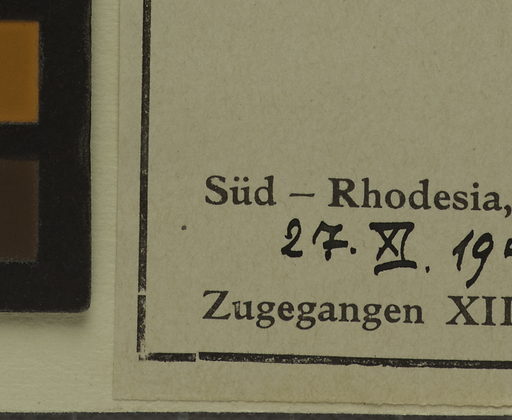 Süd – Rhodesia,
27. XI. 19
Zugegangen XII